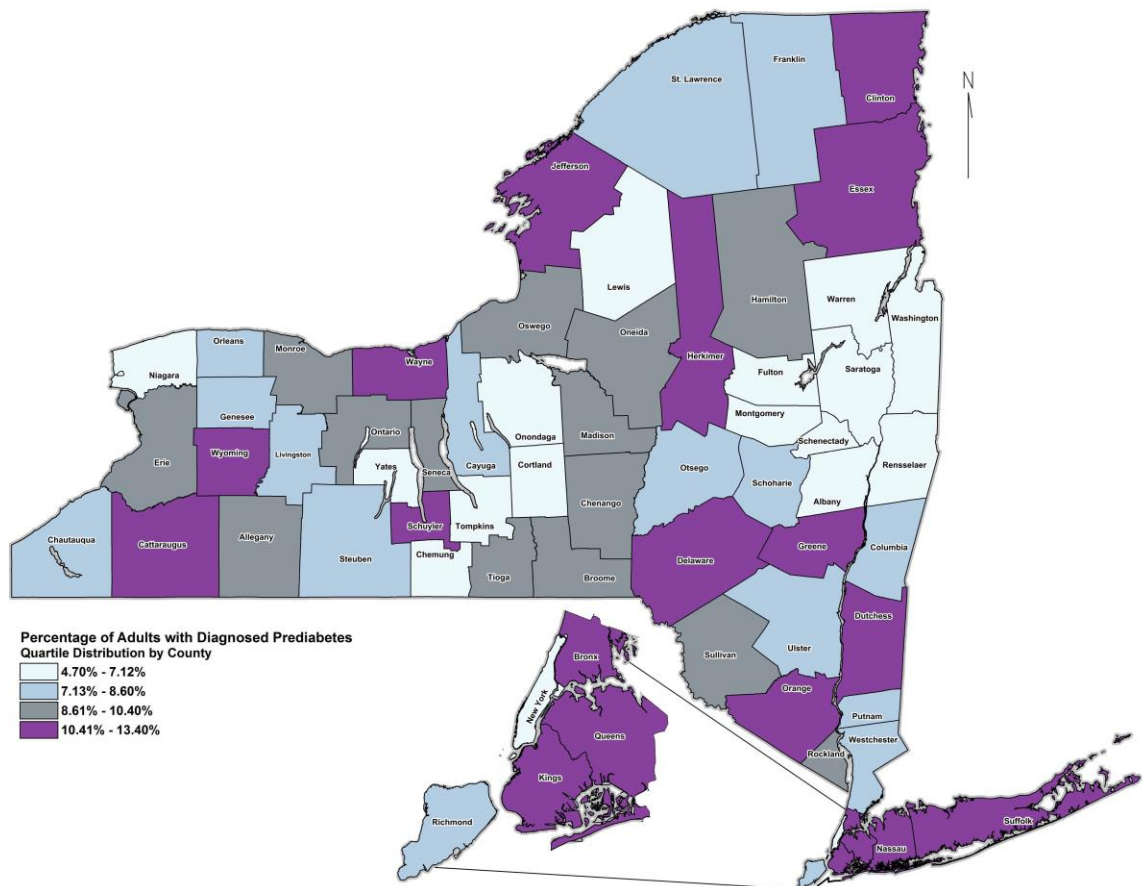 N
Franklin
St. Lawrence
Clinton
Jefferson
Essex
Lewis
Hamilton
Warren
Washington
Oswego
Oneida
Herkimer
Orleans
Monroe
Wayne
Niagara
Fulton
Saratoga
Genesee
Montgomery
Ontario
Onondaga
Madison
Schenectady
Erie
Wyoming
Livingston
Yates
Seneca
Cayuga
Cortland
Otsego
Schoharie
Rensselaer
Albany
Chenango
Schuyler
Tompkins
Chautauqua
Cattaraugus
Allegany
Steuben
Chemung
Tioga
Broome
Delaware
Greene
Columbia
Percentage of Adults with Diagnosed Prediabetes
Quartile Distribution by County
4.70% - 7.12%
7.13% - 8.60%
8.61% - 10.40%
10.41% - 13.40%
Dutchess
Ulster
Sullivan
Orange
Putnam
Westchester
Rockland
Bronx
New York
Queens
Kings
Richmond
Suffolk
Nassau